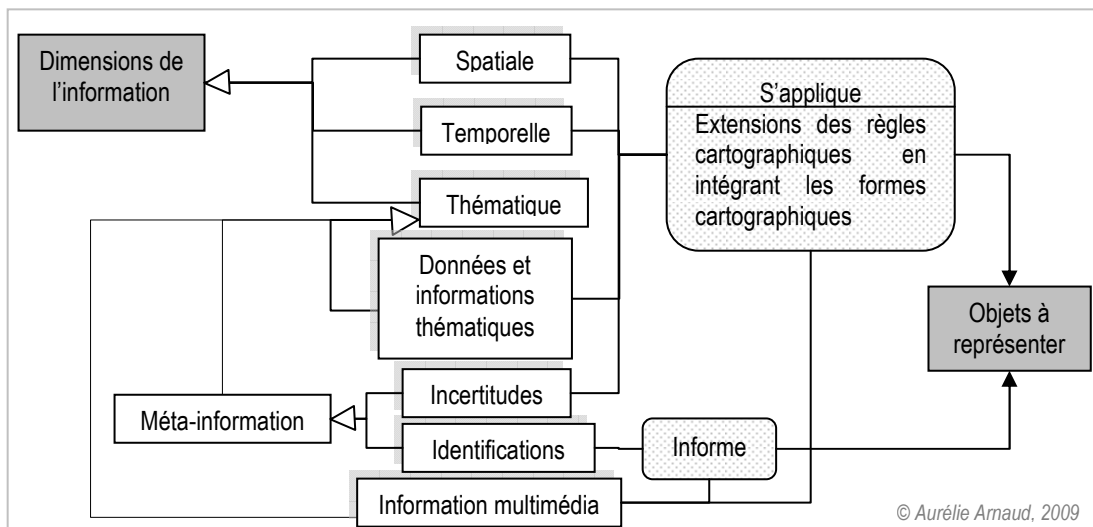 Dimensions de
l'information
Spatiale
Temporelle
Thématique
Données et
informations
thématiques
Incertitudes
Méta-information
Identifications
Information multimédia
S'applique
Extensions des règles
cartographiques en
intégrant les formes
cartographiques
Informe
Objets à
représenter
© Aurélie Arnaud, 2009